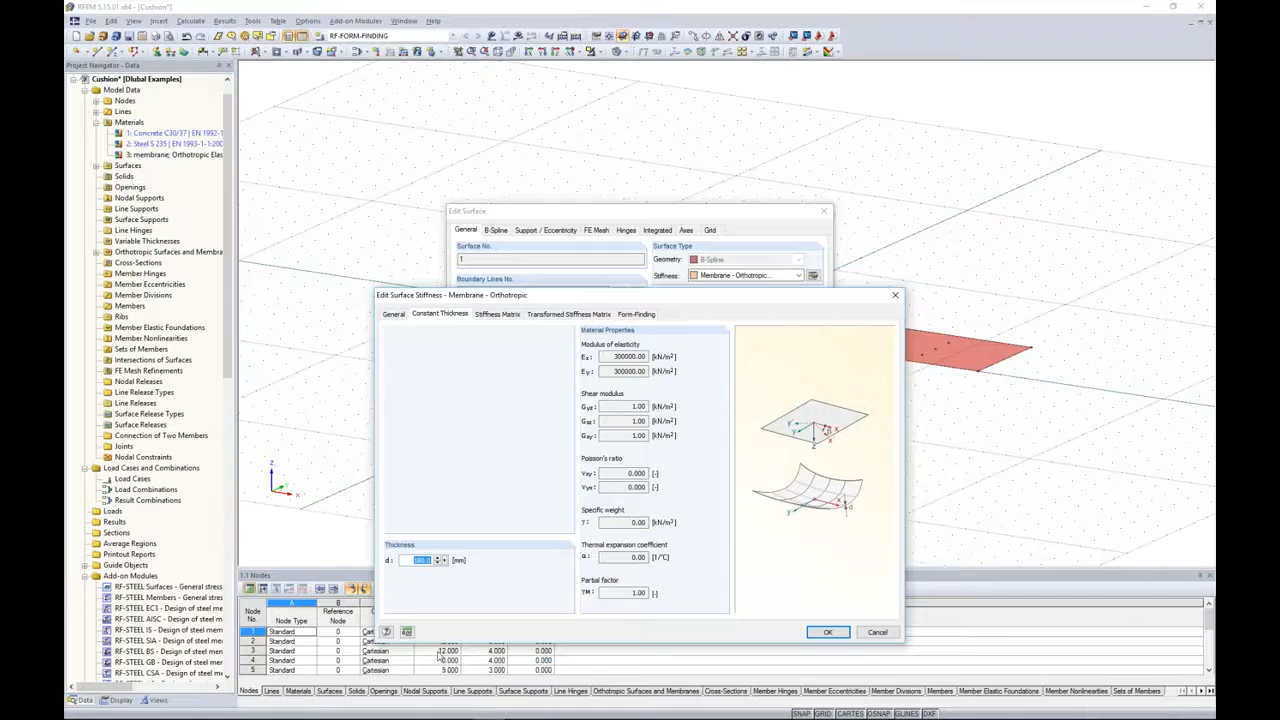 RFEM 5.15.01 x64 - [Cushion*]
File Edit View Insert Calculate Results Tools Table Options Add-on Modules Window Help
RF-FORM-FINDING
Project Navigator - Data
Cushion* [Dlubal Examples]
Model Data
Nodes
Lines
Materials
1: Concrete C30/37 | EN 1992-1
2: Steel S 235 | EN 1993-1-1:200
3: membrane; Orthotropic Elas
Surfaces
Solids
Openings
Nodal Supports
Line Supports
Surface Supports
Line Hinges
Variable Thicknesses
Orthotropic Surfaces and Membra
Cross-Sections
Member Hinges
Member Eccentricities
Member Divisions
Members
Ribs
Member Elastic Foundations
Member Nonlinearities
Sets of Members
Intersections of Surfaces
FE Mesh Refinements
Nodal Releases
Line Release Types
Line Releases
Surface Release Types
Surface Releases
Connection of Two Members
Joints
Nodal Constraints
Load Cases and Combinations
Load Cases
Load Combinations
Result Combinations
Loads
Results
Sections
Average Regions
Printout Reports
Guide Objects
Add-on Modules
RF-STEEL Surfaces - General stress
RF-STEEL Members - General stres
RF-STEEL EC3 - Design of steel me
RF-STEEL AISC - Design of steel m
RF-STEEL IS - Design of steel mem
RF-STEEL SIA - Design of steel me
RF-STEEL BS - Design of steel mem
RF-STEEL GB - Design of steel mem
RF-STEEL CSA - Design of steel me
Data Display Views
Edit Surface
General B-Spline Support / Eccentricity FE Mesh Hinges Integrated Axes Grid
Surface No.
1
Boundary Lines No.
Surface Type
Geometry: B-Spline
Stiffness: Membrane - Orthotropic...
Edit Surface Stiffness - Membrane - Orthotropic
General Constant Thickness Stiffness Matrix Transformed Stiffness Matrix Form-Finding
Thickness
d: [mm]
Material Properties
Modulus of elasticity
Ex: 300000.00 [kN/m2]
Ey: 300000.00 [kN/m2]
Shear modulus
Gyz: 1.00 [kN/m2]
Gxz: 1.00 [kN/m2]
Gxy: 1.00 [kN/m2]
Poisson's ratio
νxy: 0.000 [-]
νyx: 0.000 [-]
Specific weight
γ: 0.00 [kN/m3]
Thermal expansion coefficient
α: 0.00 [1/°C]
Partial factor
γM: 1.00 [-]
OK Cancel
1.1 Nodes
A B
Node No. Node Type Reference Node
1 Standard 0
2 Standard 0
3 Standard 0 Cartesian 12.000 4.000 0.000
4 Standard 0 Cartesian 0.000 4.000 0.000
5 Standard 0 Cartesian 9.000 3.000 0.000
Nodes Lines Materials Surfaces Solids Openings Nodal Supports Line Supports Surface Supports Line Hinges Orthotropic Surfaces and Membranes Cross-Sections Member Hinges Member Eccentricities Member Divisions Members Member Elastic Foundations Member Nonlinearities Sets of Members
SNAP GRID CARTES OSNAP GLINES DXF